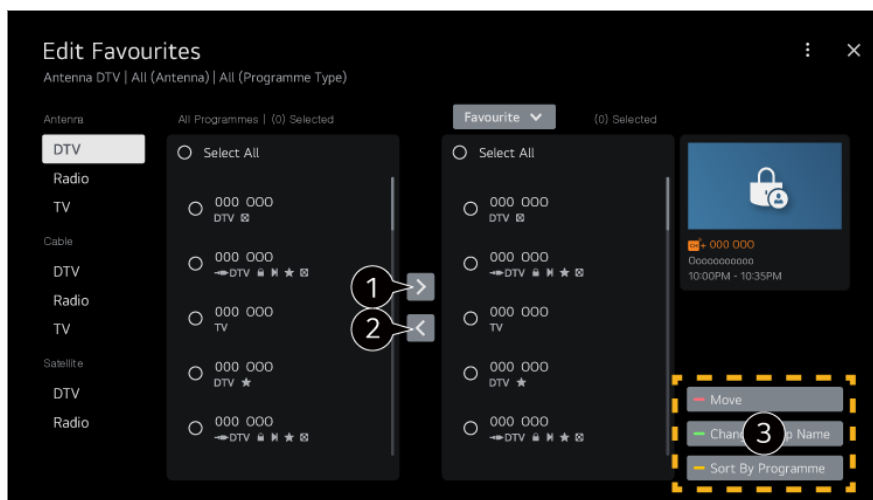 Edit Favourites
Antenna DTV | All (Antenna) | All (Programme Type)
Antenna
DTV
Radio
TV
Cable
DTV
Radio
TV
Satellite
DTV
Radio
All Programmes | (0) Selected
Select All
000 000
DTV
000 000
DTV
000 000
TV
000 000
DTV
000 000
DTV
1
2
Favourite
(0) Selected
Select All
000 000
DTV
000 000
DTV
000 000
TV
000 000
DTV
000 000
DTV
CH+ 000 000
Ooooooooooo
10:00PM - 10:35PM
Move
3
Name
Sort By Programme